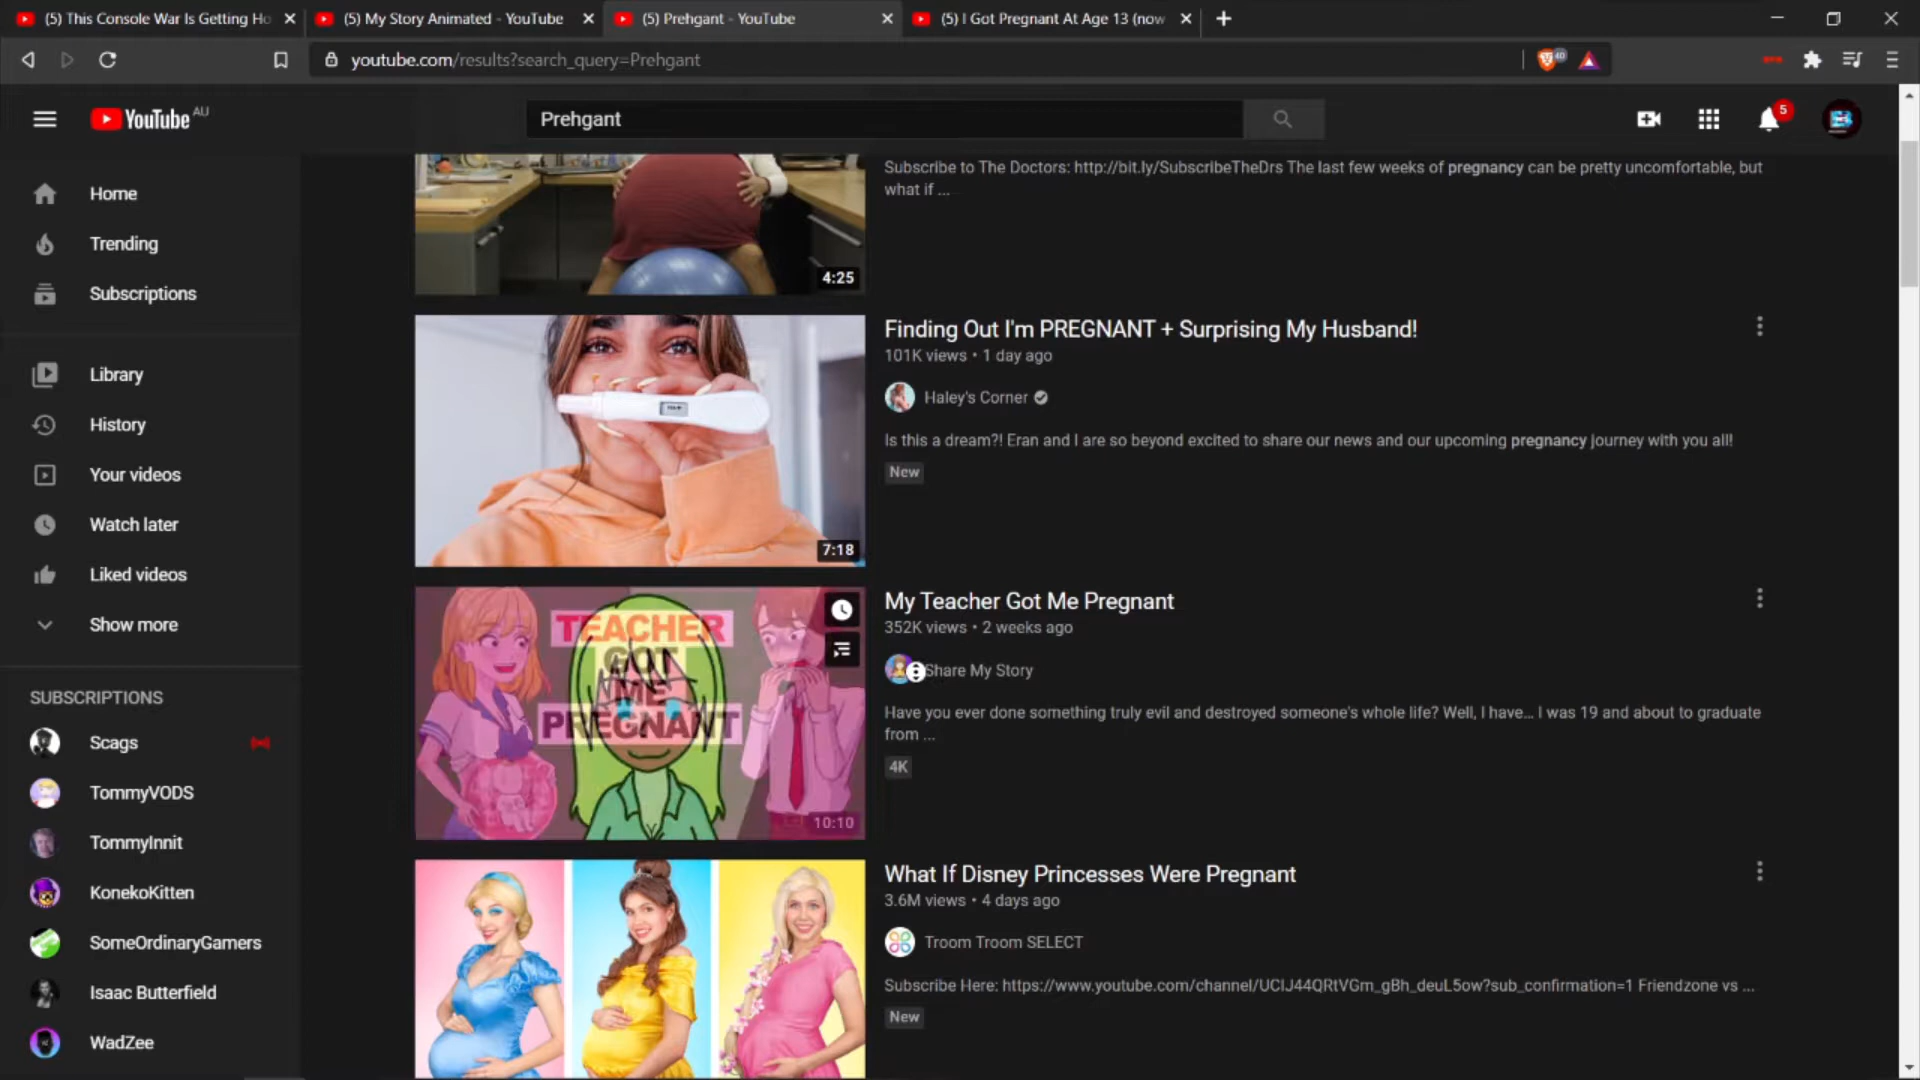 (5) This Console War Is Getting Ho
(5) My Story Animated - YouTube
(5) Prehgant - YouTube
(5) I Got Pregnant At Age 13 (now
youtube.com/results?search_query=Prehgant
40
YouTube AU
Prehgant
5
Home
Trending
Subscriptions
Library
History
Your videos
Watch later
Liked videos
Show more
SUBSCRIPTIONS
Scags
TommyVODS
TommyInnit
KonekoKitten
SomeOrdinaryGamers
Isaac Butterfield
WadZee
Subscribe to The Doctors: http://bit.ly/SubscribeTheDrs The last few weeks of pregnancy can be pretty uncomfortable, but
what if ...
4:25
Finding Out I'm PREGNANT + Surprising My Husband!
101K views • 1 day ago
Haley's Corner
Is this a dream?! Eran and I are so beyond excited to share our news and our upcoming pregnancy journey with you all!
New
7:18
TEACHER
GOT
ME
PREGNANT
10:10
My Teacher Got Me Pregnant
352K views • 2 weeks ago
Share My Story
Have you ever done something truly evil and destroyed someone's whole life? Well, I have... I was 19 and about to graduate
from ...
4K
What If Disney Princesses Were Pregnant
3.6M views • 4 days ago
Troom Troom SELECT
Subscribe Here: https://www.youtube.com/channel/UCIJ44QRtVGm_gBh_deuL5ow?sub_confirmation=1 Friendzone vs ...
New